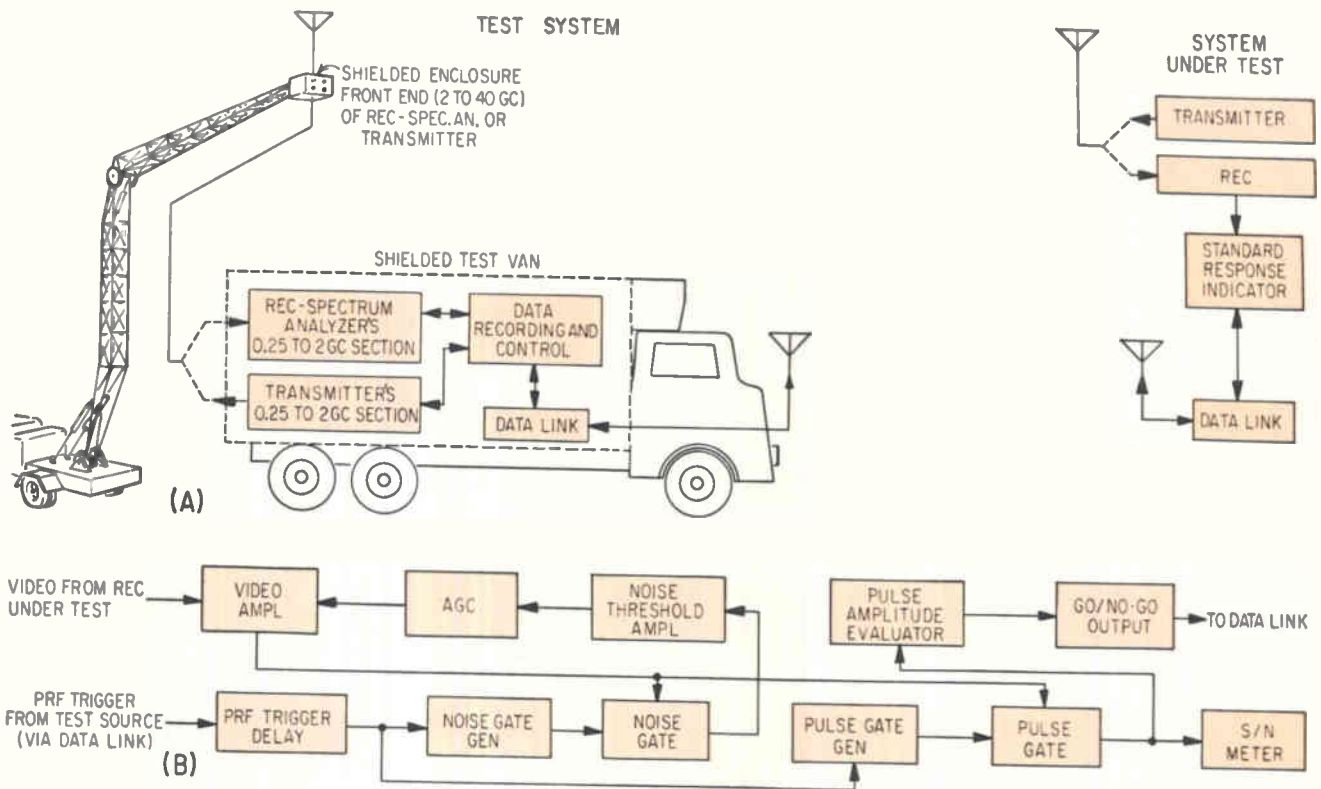 TEST SYSTEM
SHIELDED ENCLOSURE
FRONT END (2 TO 40 GC)
OF REC-SPEC. AN. OR
TRANSMITTER
SYSTEM
UNDER TEST
TRANSMITTER
REC
STANDARD
RESPONSE
INDICATOR
DATA LINK
SHIELDED TEST VAN
REC-SPECTRUM
ANALYZER'S
0.25 TO 2GC SECTION
DATA
RECORDING AND
CONTROL
TRANSMITTER'S
0.25 TO 2GC SECTION
DATA LINK
(A)
VIDEO FROM REC
UNDER TEST
VIDEO
AMPL
AGC
NOISE
THRESHOLD
AMPL
PULSE
AMPLITUDE
EVALUATOR
GO/NO-GO
OUTPUT
TO DATA LINK
PRF TRIGGER
FROM TEST SOURCE
(VIA DATA LINK)
PRF TRIGGER
DELAY
NOISE GATE
GEN
NOISE
GATE
PULSE GATE
GEN
PULSE
GATE
S/N
METER
(B)